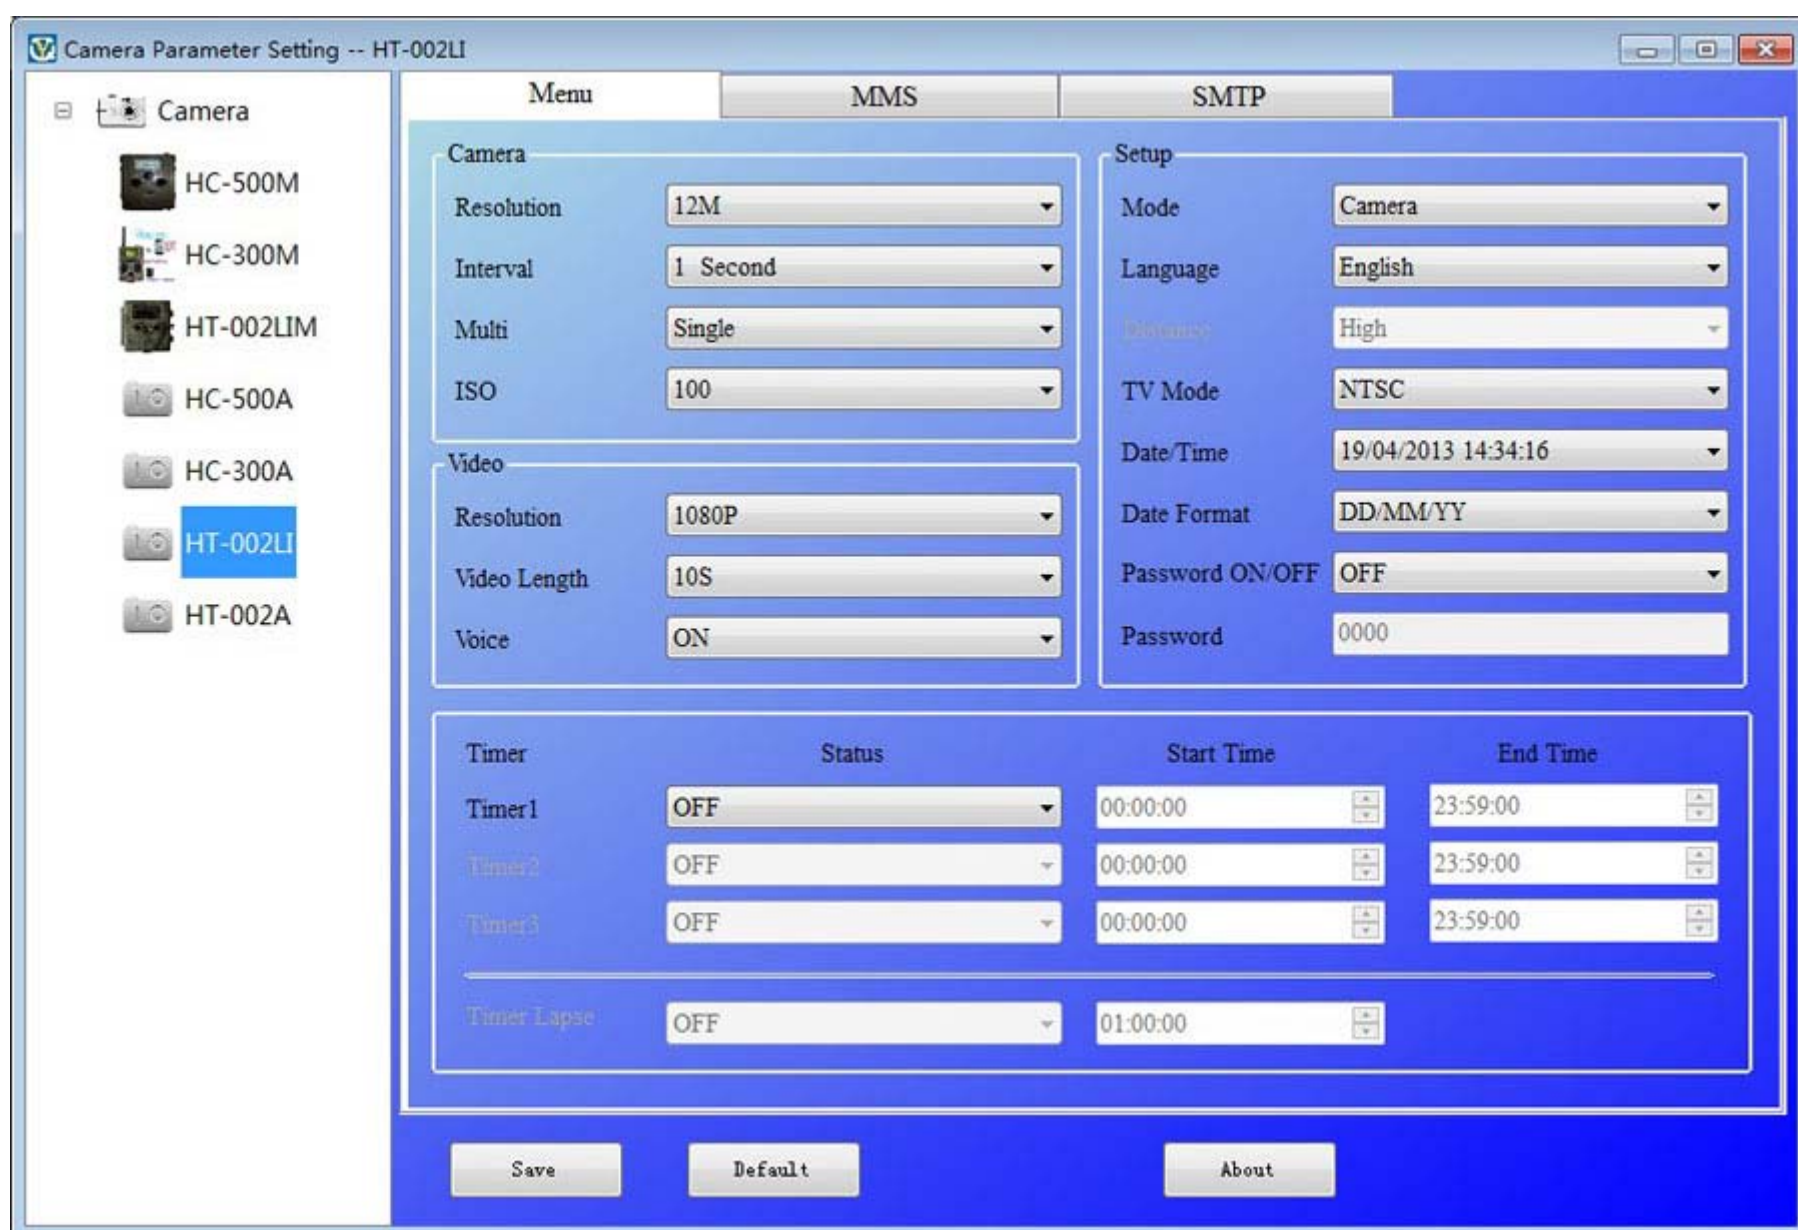 Camera Parameter Setting -- HT-002LI
Camera
HC-500M
HC-300M
HT-002LIM
HC-500A
HC-300A
HT-002LI
HT-002A
Menu MMS SMTP
Camera
Resolution 12M
Interval 1 Second
Multi Single
ISO 100
Video
Resolution 1080P
Video Length 10S
Voice ON
Setup
Mode Camera
Language English
Distance High
TV Mode NTSC
Date/Time 19/04/2013 14:34:16
Date Format DD/MM/YY
Password ON/OFF OFF
Password 0000
Timer Status Start Time End Time
Timer1 OFF 00:00:00 23:59:00
Timer2 OFF 00:00:00 23:59:00
Timer3 OFF 00:00:00 23:59:00
Timer Lapse OFF 01:00:00
Save Default About